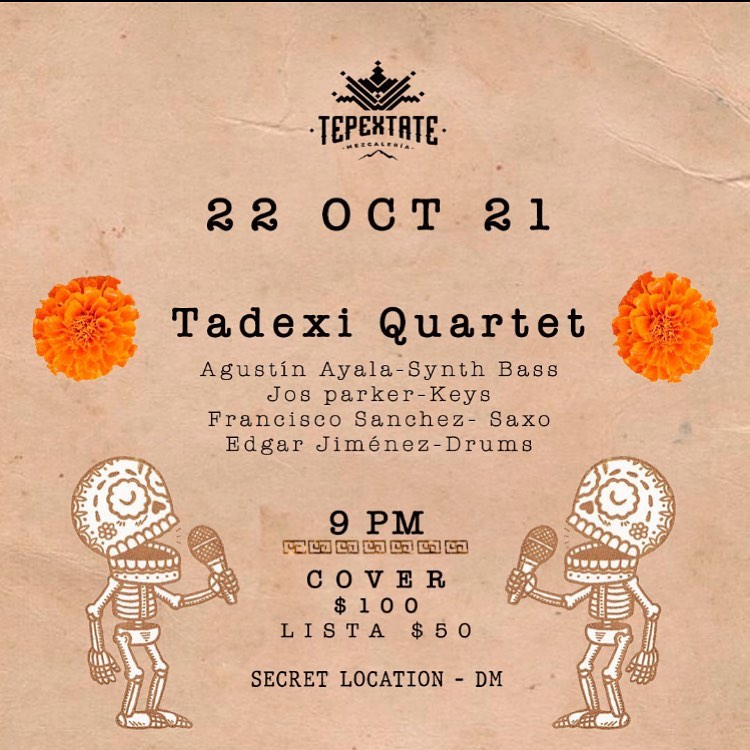 TEPEXTATE
MEZCALERÍA
22 OCT 21
Tadexi Quartet
Agustín Ayala-Synth Bass
Jos parker-Keys
Francisco Sanchez- Saxo
Edgar Jiménez-Drums
9 PM
COVER
$100
LISTA $50
SECRET LOCATION - DM